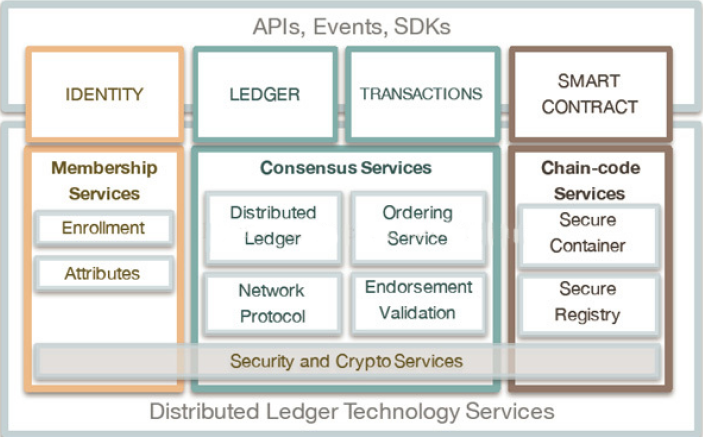 APIs, Events, SDKs
IDENTITY
LEDGER
TRANSACTIONS
SMART
CONTRACT
Membership
Services
Enrollment
Attributes
Consensus Services
Distributed
Ledger
Ordering
Service
Network
Protocol
Endorsement
Validation
Chain-code
Services
Secure
Container
Secure
Registry
Security and Crypto Services
Distributed Ledger Technology Services